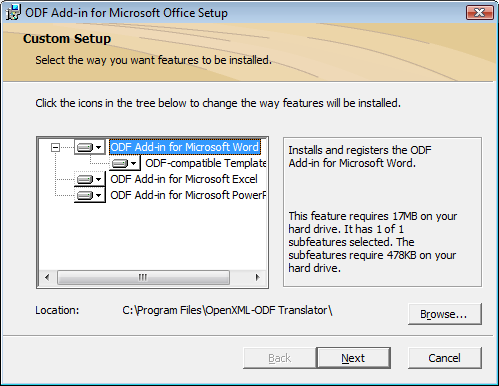 ODF Add-in for Microsoft Office Setup
Custom Setup
Select the way you want features to be installed.
Click the icons in the tree below to change the way features will be installed.
ODF Add-in for Microsoft Word
ODF-compatible Template
ODF Add-in for Microsoft Excel
ODF Add-in for Microsoft PowerP
Installs and registers the ODF
Add-in for Microsoft Word.
This feature requires 17MB on your
hard drive. It has 1 of 1
subfeatures selected. The
subfeatures require 478KB on your
hard drive.
Location: C:\Program Files\OpenXML-ODF Translator\
Browse...
Back Next Cancel